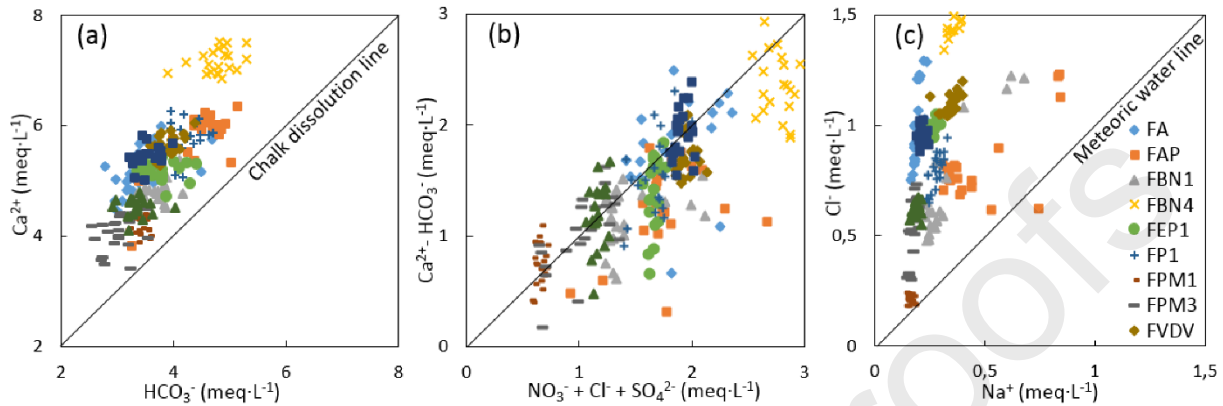 (a)
8
6
4
2
2
4
6
8
Ca²⁺ (meq·L⁻¹)
HCO₃⁻ (meq·L⁻¹)
Chalk dissolution line
(b)
3
2
1
0
0
1
2
3
Ca²⁺- HCO₃⁻ (meq·L⁻¹)
NO₃⁻ + Cl⁻ + SO₄²⁻ (meq·L⁻¹)
(c)
1,5
1
0,5
0
0
0,5
1
1,5
Cl⁻ (meq·L⁻¹)
Na⁺ (meq·L⁻¹)
Meteoric water line
FA
FAP
FBN1
FBN4
FEP1
FP1
FPM1
FPM3
FVDV
roofs